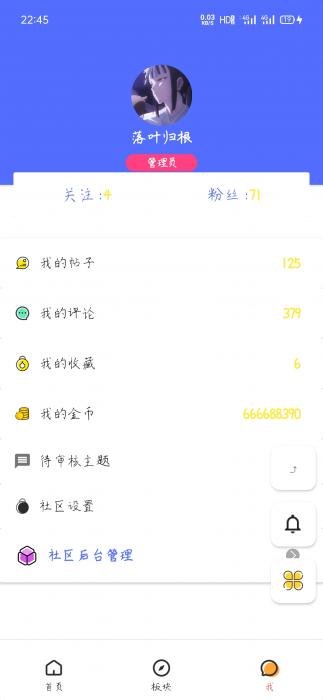 22:45
0.03 KB/S HD 4G 4G 19
落叶归根
管理员
关注 :4 粉丝 :71
我的帖子 125
我的评论 379
我的收藏 6
我的金币 666688390
待审核主题
社区设置
社区后台管理
首页 板块 我